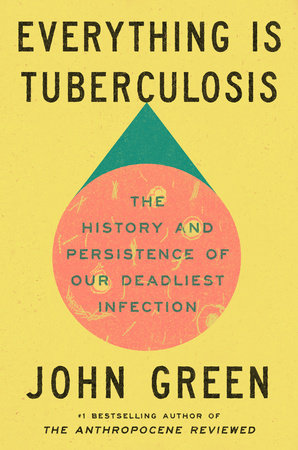 EVERYTHING IS
TUBERCULOSIS
THE
HISTORY AND
PERSISTENCE OF
OUR DEADLIEST
INFECTION
JOHN GREEN
#1 BESTSELLING AUTHOR OF
THE ANTHROPOCENE REVIEWED